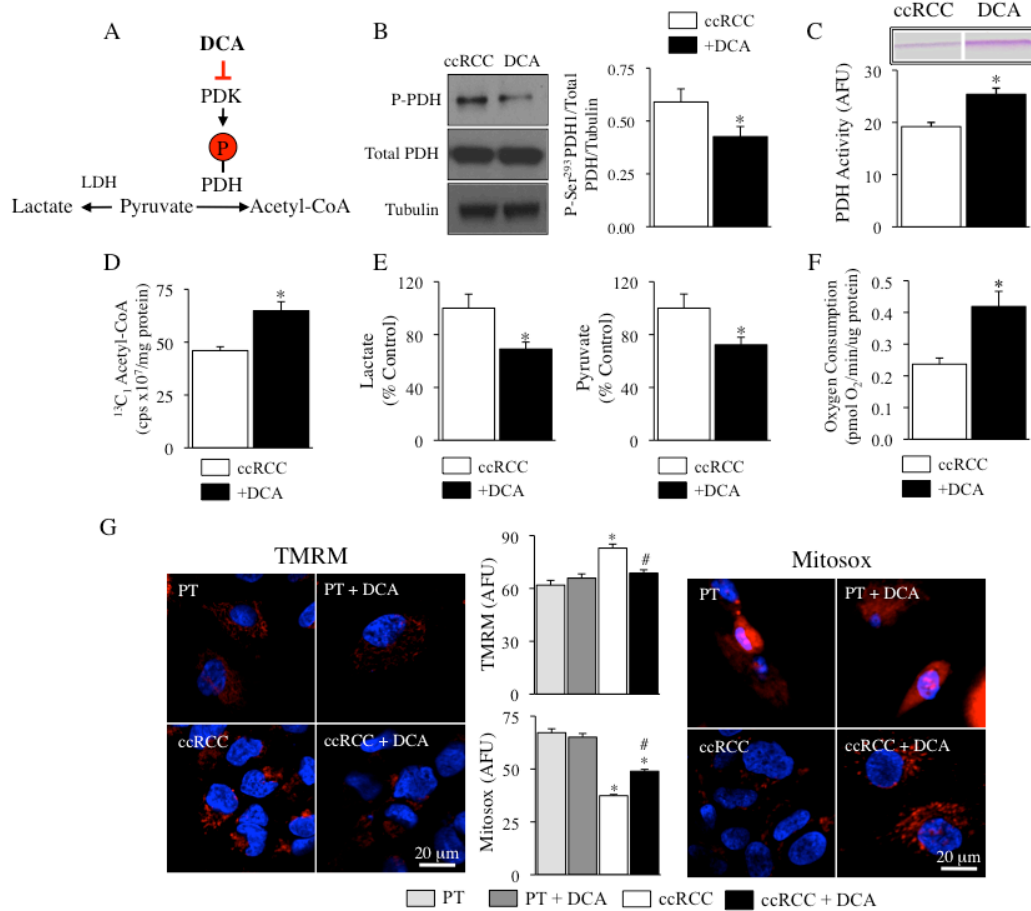 A
DCA
PDK
P
PDH
LDH
Lactate
Pyruvate
Acetyl-CoA
B
ccRCC DCA
P-PDH
Total PDH
Tubulin
ccRCC
+DCA
P-Ser²⁹³PDH1/Total
PDH/Tubulin
0.75
0.50
0.25
0.00
*
C
ccRCC DCA
PDH Activity (AFU)
30
20
10
0
*
D
¹³C₁ Acetyl-CoA
(cps x10⁷/mg protein)
75
50
25
0
*
ccRCC
+DCA
E
Lactate
(% Control)
120
80
40
0
*
ccRCC
+DCA
Pyruvate
(% Control)
120
80
40
0
*
ccRCC
+DCA
F
Oxygen Consumption
(pmol O₂/min/ug protein)
0.5
0.4
0.3
0.2
0.1
0.0
*
ccRCC
+DCA
G
TMRM
PT
PT + DCA
ccRCC
ccRCC + DCA
20 µm
TMRM (AFU)
90
60
30
0
*
#
Mitosox (AFU)
75
50
25
0
*
#
*
Mitosox
PT
PT + DCA
ccRCC
ccRCC + DCA
20 µm
PT PT + DCA ccRCC ccRCC + DCA